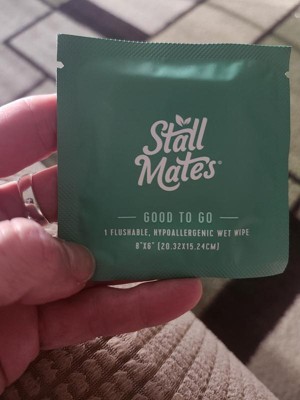 Stall
Mates®
GOOD TO GO
1 FLUSHABLE, HYPOALLERGENIC WET WIPE
8"X6" (20.32X15.24CM)